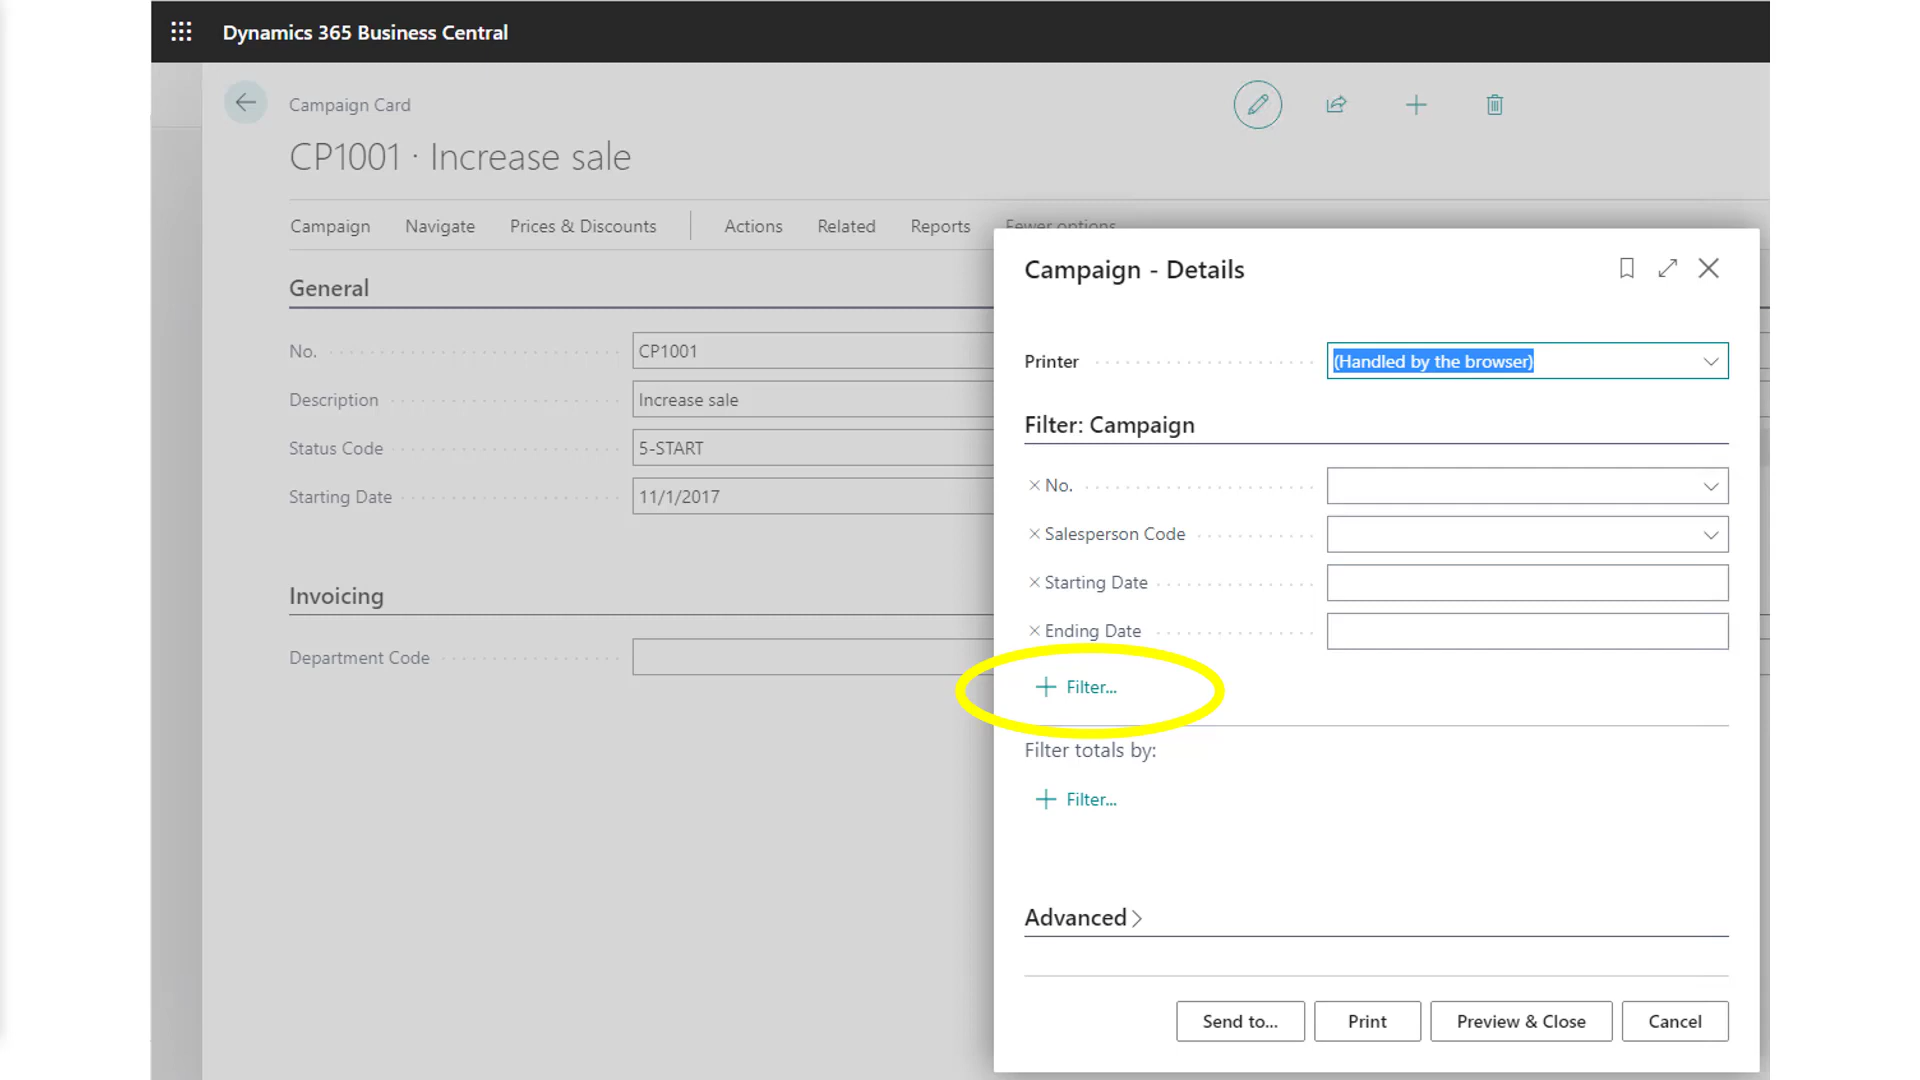 Dynamics 365 Business Central
Campaign Card
CP1001 · Increase sale
Campaign Navigate Prices & Discounts Actions Related Reports Fewer options
General
No. CP1001
Description Increase sale
Status Code 5-START
Starting Date 11/1/2017
Invoicing
Department Code
Campaign - Details
Printer (Handled by the browser)
Filter: Campaign
No.
Salesperson Code
Starting Date
Ending Date
Filter...
Filter totals by:
Filter...
Advanced
Send to... Print Preview & Close Cancel